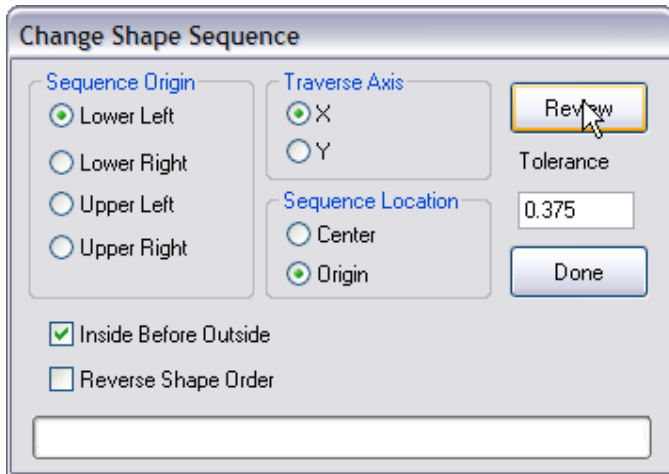 Change Shape Sequence
Sequence Origin
Lower Left
Lower Right
Upper Left
Upper Right
Traverse Axis
X
Y
Sequence Location
Center
Origin
Review
Tolerance
0.375
Done
Inside Before Outside
Reverse Shape Order